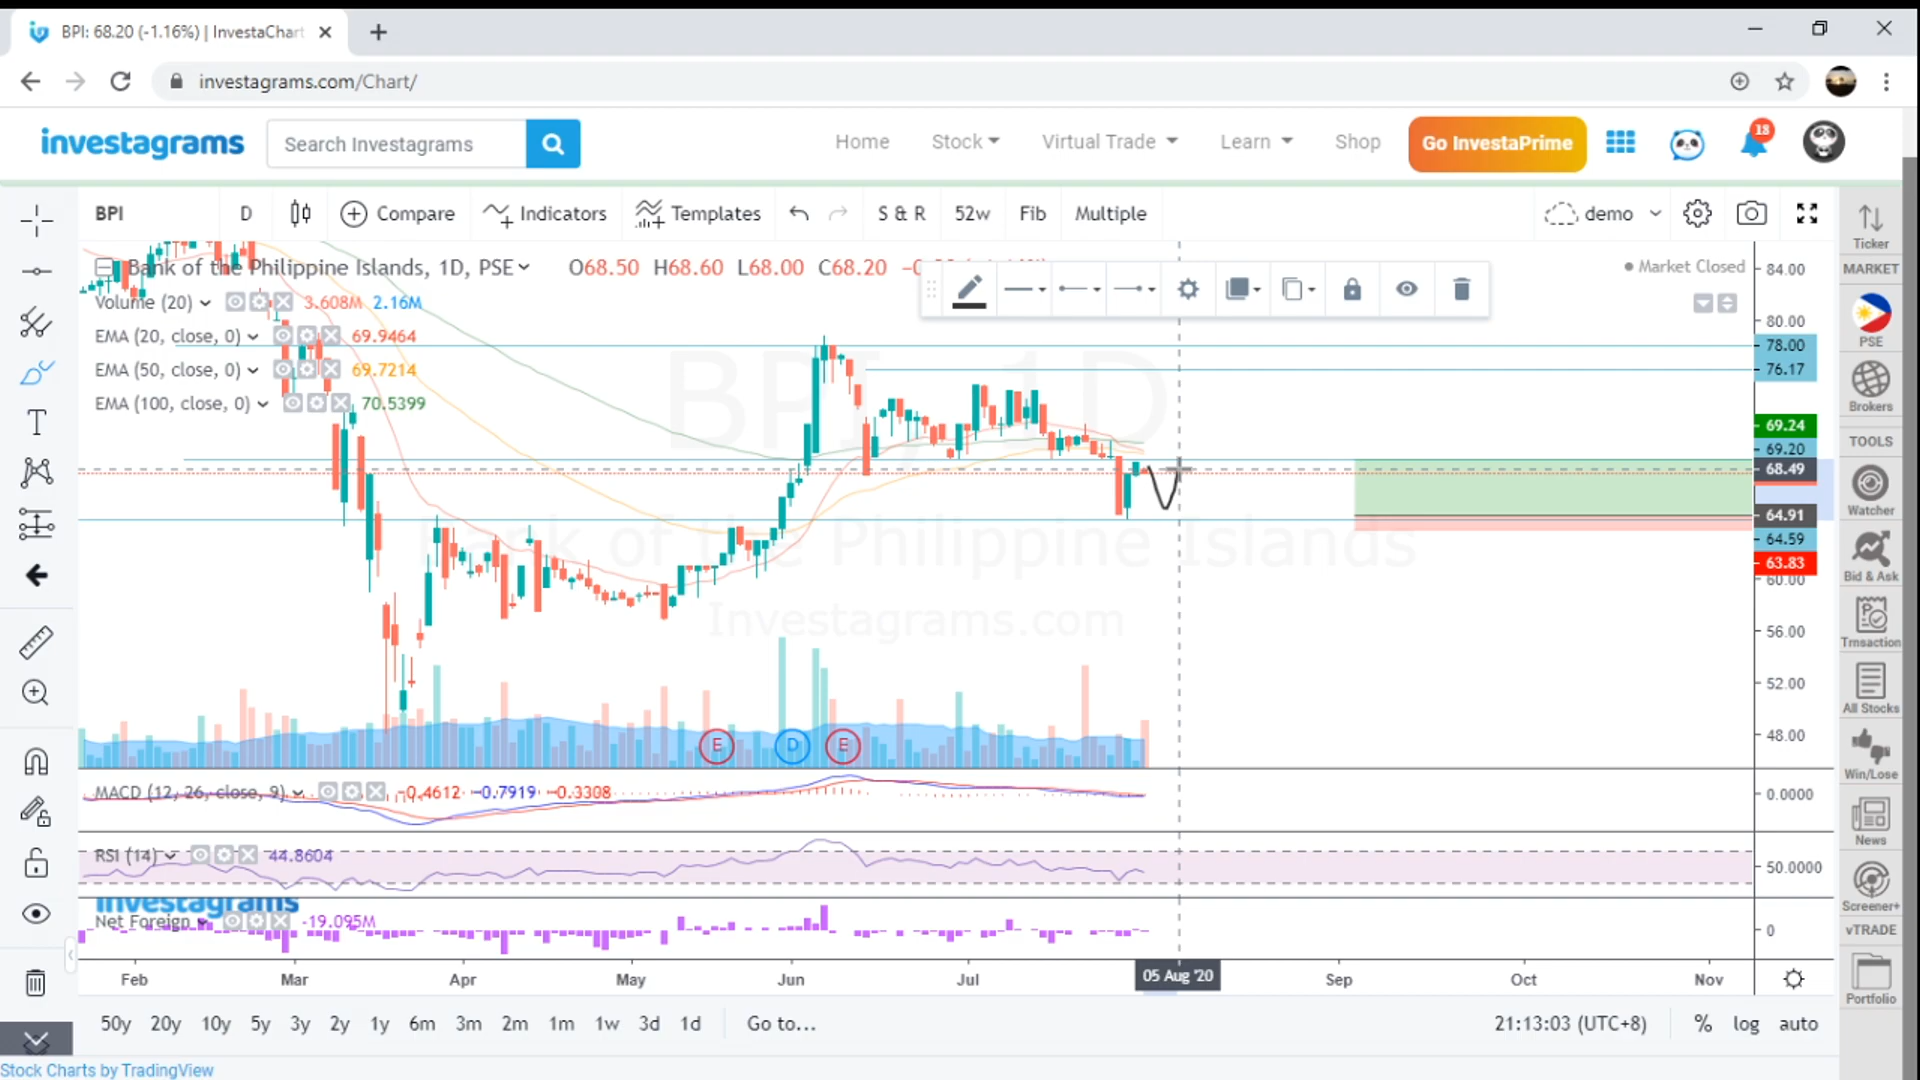 BPI: 68.20 (-1.16%) | InvestaChart
investagrams.com/Chart/
investagrams
Search Investagrams
Home Stock Virtual Trade Learn Shop Go InvestaPrime 18
BPI D Compare Indicators Templates S & R 52w Fib Multiple demo
Ticker
MARKET
PSE
Brokers
TOOLS
Watcher
Bid & Ask
Trnsaction
All Stocks
Win/Lose
News
Screener+
vTRADE
Portfolio
Bank of the Philippine Islands, 1D, PSE O68.50 H68.60 L68.00 C68.20
Market Closed
Volume (20) 3.608M 2.16M
EMA (20, close, 0) 69.9464
EMA (50, close, 0) 69.7214
EMA (100, close, 0) 70.5399
BPI, 1D
Bank of the Philippine Islands
Investagrams.com
84.00
80.00
78.00
76.17
69.24
69.20
68.49
64.91
64.59
63.83
60.00
56.00
52.00
48.00
E D E
MACD (12, 26, close, 9) -0.4612 -0.7919 -0.3308
0.0000
RSI (14) 44.8604
50.0000
investagrams
Net Foreign -19.095M
0
Feb Mar Apr May Jun Jul 05 Aug '20 Sep Oct Nov
50y 20y 10y 5y 3y 2y 1y 6m 3m 2m 1m 1w 3d 1d Go to... 21:13:03 (UTC+8) % log auto
Stock Charts by TradingView